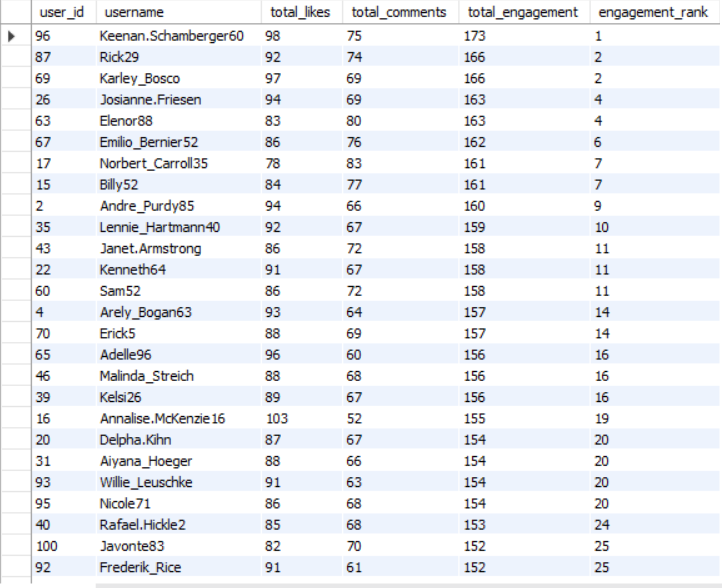 user_id username total_likes total_comments total_engagement engagement_rank
96 Keenan.Schamberger60 98 75 173 1
87 Rick29 92 74 166 2
69 Karley_Bosco 97 69 166 2
26 Josianne.Friesen 94 69 163 4
63 Elenor88 83 80 163 4
67 Emilio_Bernier52 86 76 162 6
17 Norbert_Carroll35 78 83 161 7
15 Billy52 84 77 161 7
2 Andre_Purdy85 94 66 160 9
35 Lennie_Hartmann40 92 67 159 10
43 Janet.Armstrong 86 72 158 11
22 Kenneth64 91 67 158 11
60 Sam52 86 72 158 11
4 Arely_Bogan63 93 64 157 14
70 Erick5 88 69 157 14
65 Adelle96 96 60 156 16
46 Malinda_Streich 88 68 156 16
39 Kelsi26 89 67 156 16
16 Annalise.McKenzie16 103 52 155 19
20 Delpha.Kihn 87 67 154 20
31 Aiyana_Hoeger 88 66 154 20
93 Willie_Leuschke 91 63 154 20
95 Nicole71 86 68 154 20
40 Rafael.Hickle2 85 68 153 24
100 Javonte83 82 70 152 25
92 Frederik_Rice 91 61 152 25